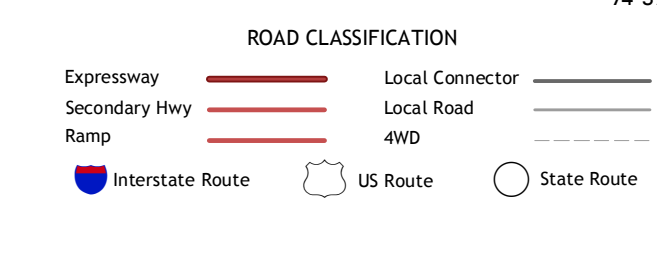 ROAD CLASSIFICATION
Expressway
Local Connector
Secondary Hwy
Local Road
Ramp
4WD
Interstate Route
US Route
State Route